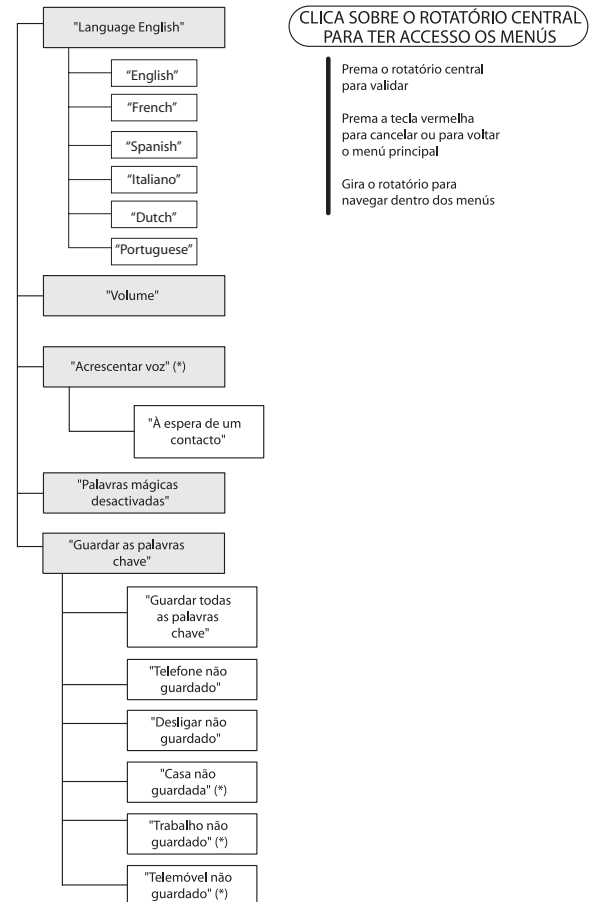 "Language English"
“English”
“French”
“Spanish”
“Italiano”
“Dutch”
“Portuguese”
"Volume"
"Acrescentar voz" (*)
"À espera de um
contacto"
"Palavras mágicas
desactivadas"
"Guardar as palavras
chave"
"Guardar todas
as palavras
chave"
"Telefone não
guardado"
"Desligar não
guardado"
"Casa não
guardada" (*)
"Trabalho não
guardado" (*)
"Telemóvel não
guardado" (*)
CLICA SOBRE O ROTATÓRIO CENTRAL
PARA TER ACCESSO OS MENÚS
Prema o rotatório central
para validar
Prema a tecla vermelha
para cancelar ou para voltar
o menú principal
Gira o rotatório para
navegar dentro dos menús